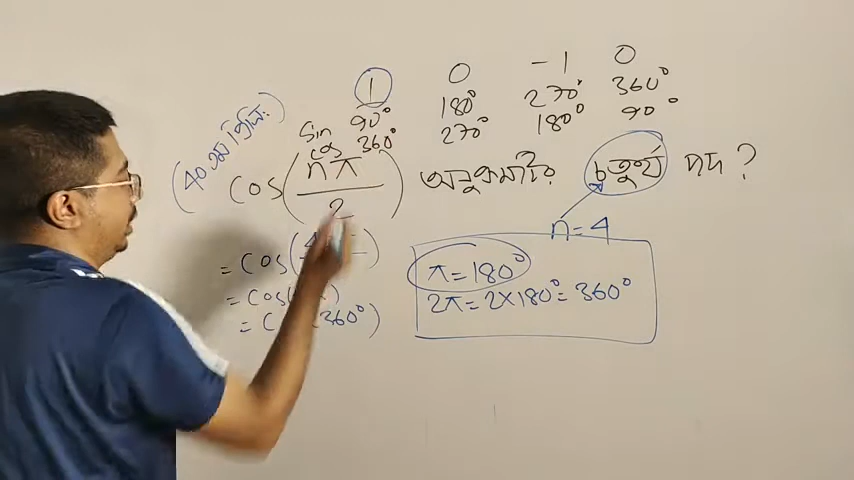 1 0 -1 0
sin 90° 180° 270° 360°
cos 360° 270° 180° 90°
(40তম প্রিলি:)
cos(nπ/2) অনুক্রমটির চতুর্থ পদ ?
n=4
= cos(
= cos(
= c (360°)
π=180°
2π=2×180°=360°